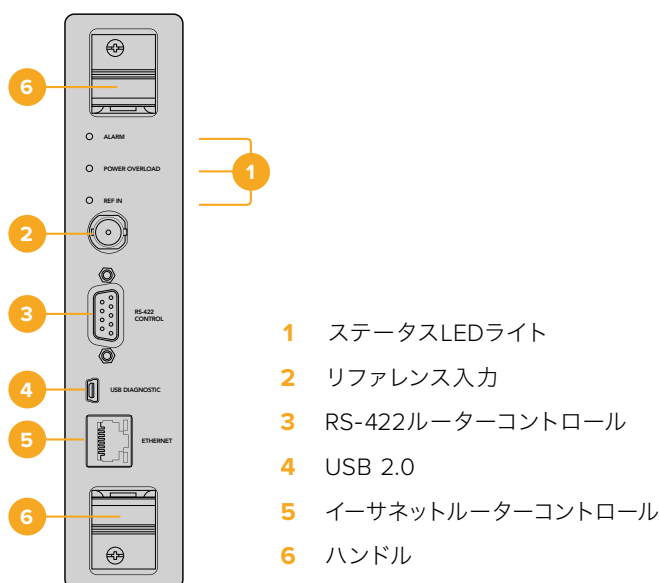 6
ALARM
POWER OVERLOAD
1
REF IN
2
3
RS-422
CONTROL
4
USB DIAGNOSTIC
5
ETHERNET
6
1 ステータスLEDライト
2 リファレンス入力
3 RS-422ルーターコントロール
4 USB 2.0
5 イーサネットルーターコントロール
6 ハンドル